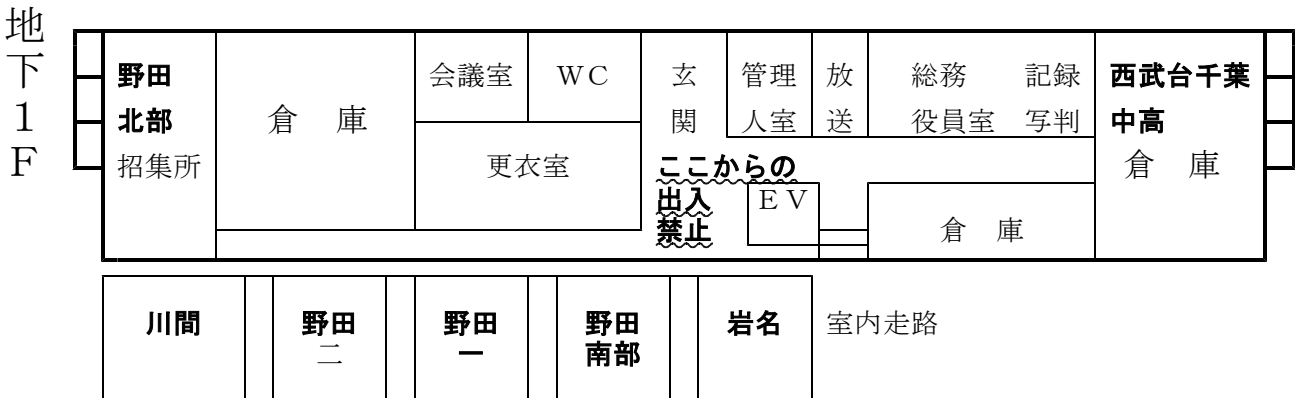 地下1F
野田
北部
招集所
倉 庫
会議室
WC
更衣室
玄関
管理
人室
放送
総務
役員室
記録
写判
西武台千葉
中高
倉 庫
ここからの
出入
禁止
EV
倉 庫
川間
野田
二
野田
一
野田
南部
岩名
室内走路